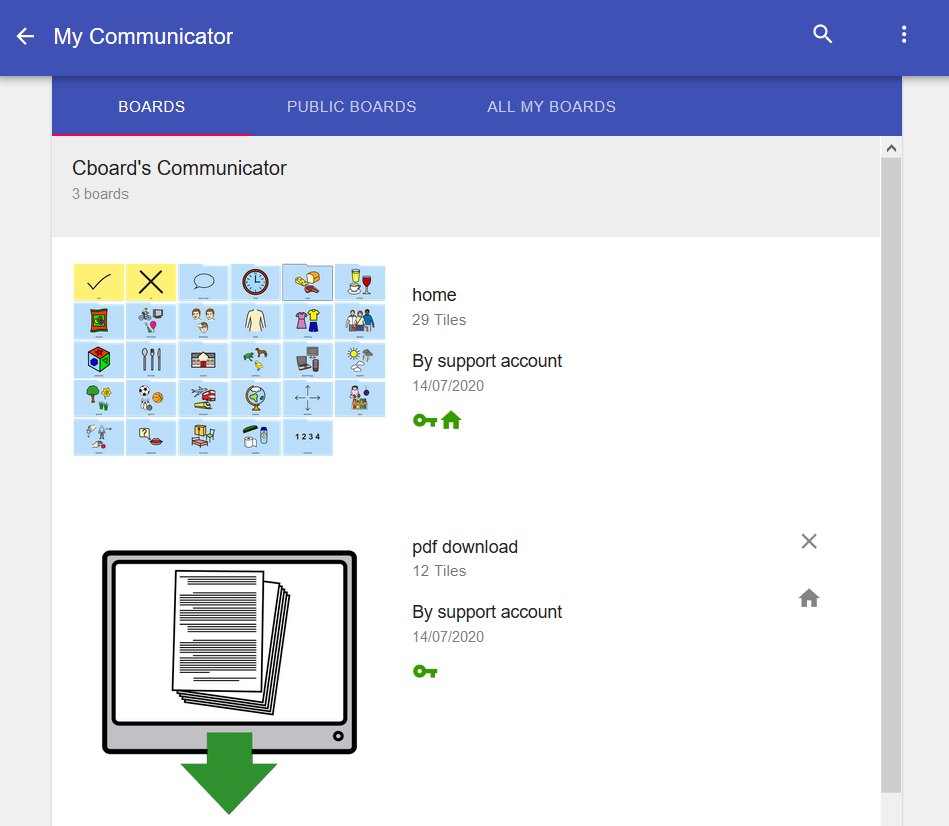 My Communicator
BOARDS
PUBLIC BOARDS
ALL MY BOARDS
Cboard's Communicator
3 boards
home
29 Tiles
By support account
14/07/2020
1 2 3 4
pdf download
12 Tiles
By support account
14/07/2020